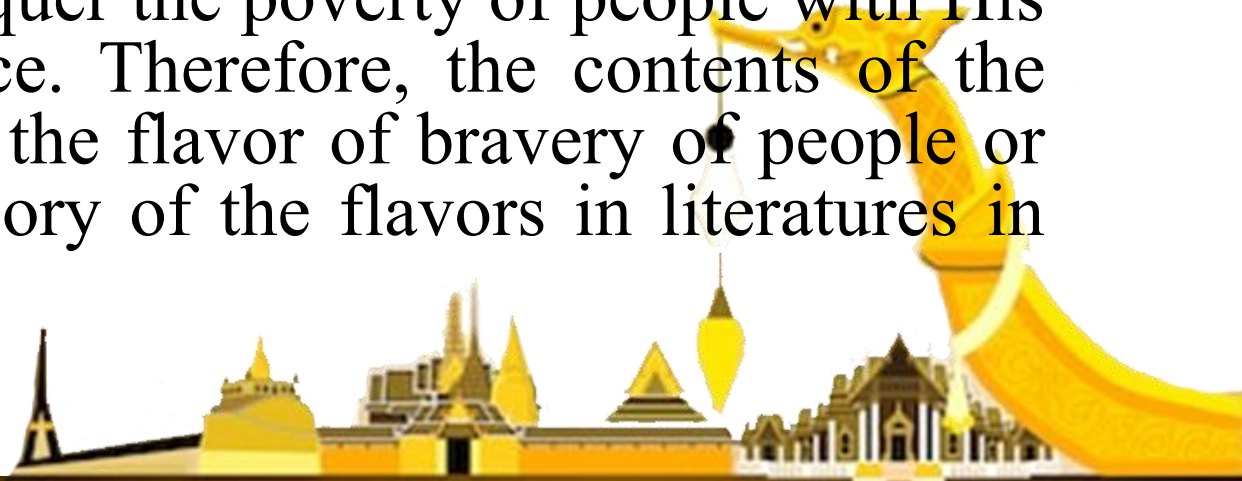 quer the poverty of people with His
ce. Therefore, the contents of the
the flavor of bravery of people or
ory of the flavors in literatures in